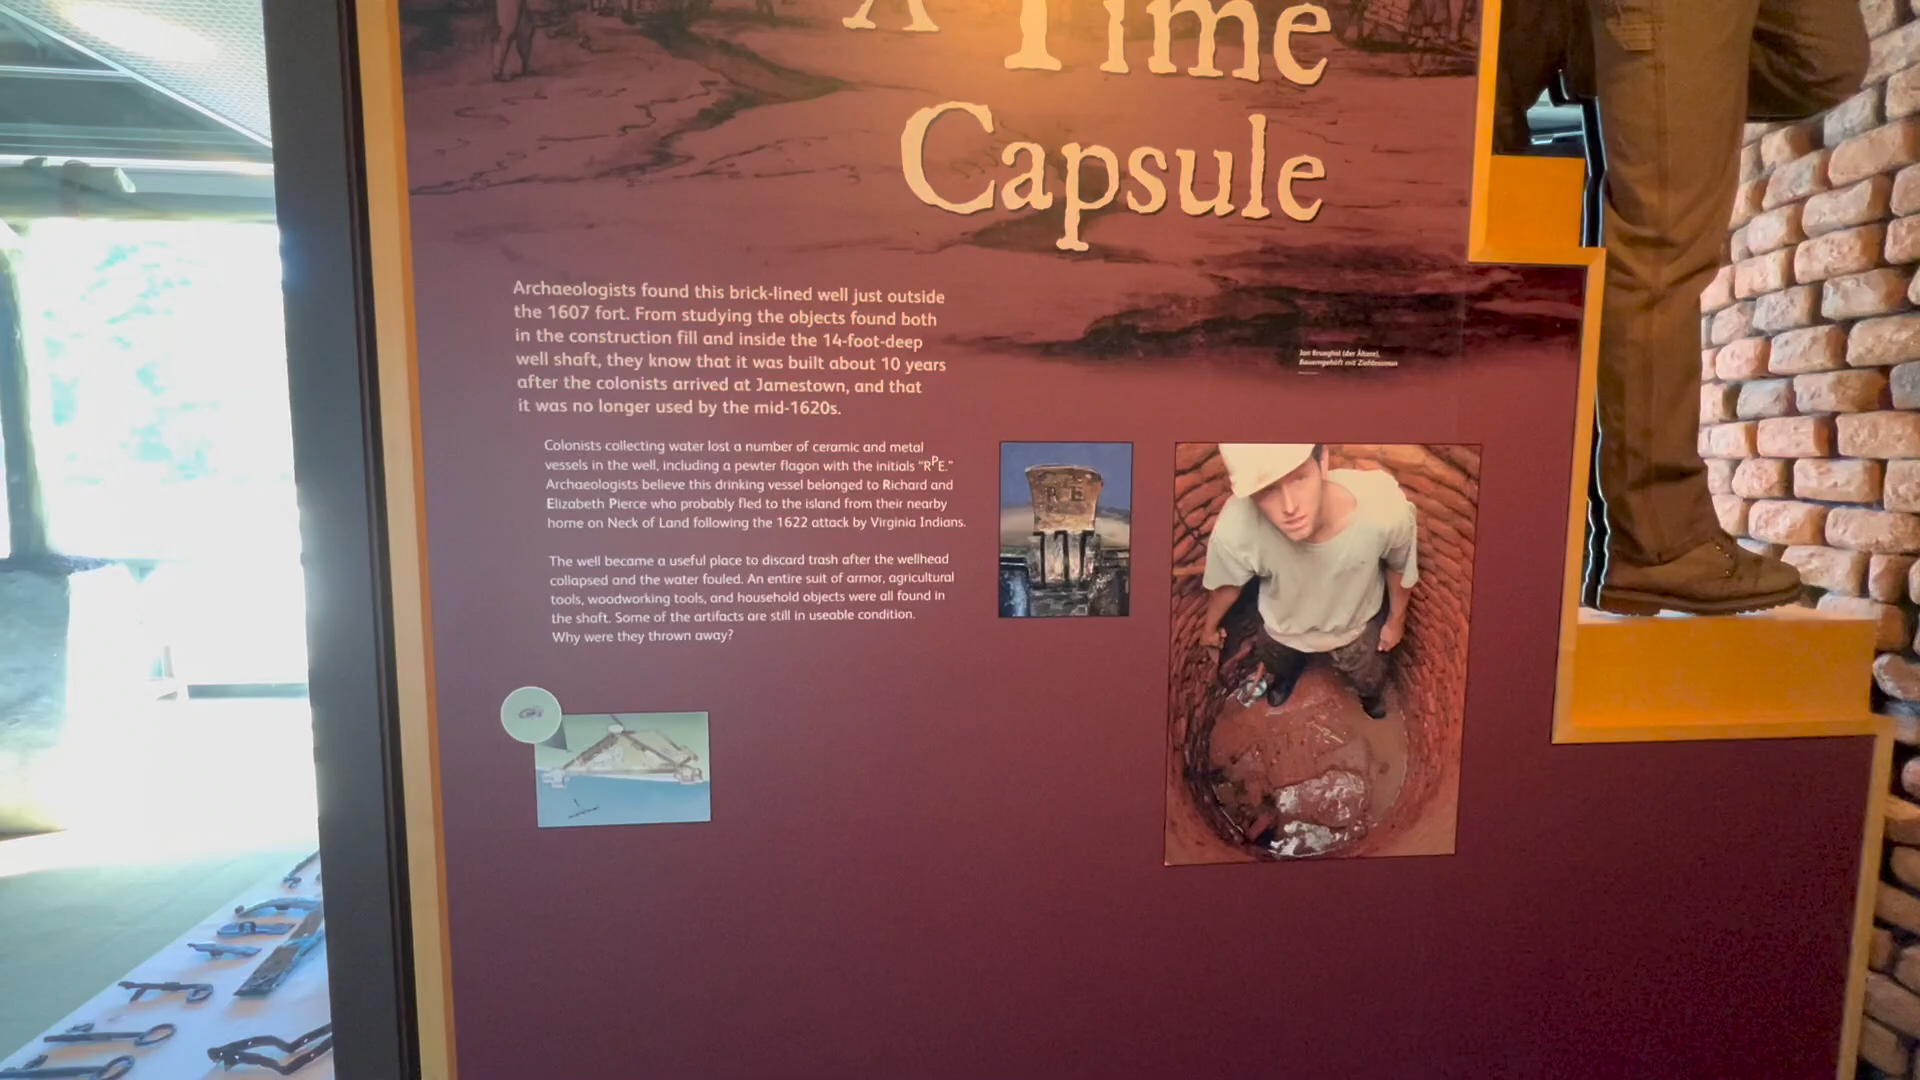 A Time
Capsule
Archaeologists found this brick-lined well just outside
the 1607 fort. From studying the objects found both
in the construction fill and inside the 14-foot-deep
well shaft, they know that it was built about 10 years
after the colonists arrived at Jamestown, and that
it was no longer used by the mid-1620s.
Jan Brueghel (der Ältere),
Bauerngehöft mit Ziehbrunnen
Colonists collecting water lost a number of ceramic and metal
vessels in the well, including a pewter flagon with the initials “RPE.”
Archaeologists believe this drinking vessel belonged to Richard and
Elizabeth Pierce who probably fled to the island from their nearby
home on Neck of Land following the 1622 attack by Virginia Indians.
The well became a useful place to discard trash after the wellhead
collapsed and the water fouled. An entire suit of armor, agricultural
tools, woodworking tools, and household objects were all found in
the shaft. Some of the artifacts are still in useable condition.
Why were they thrown away?
R E